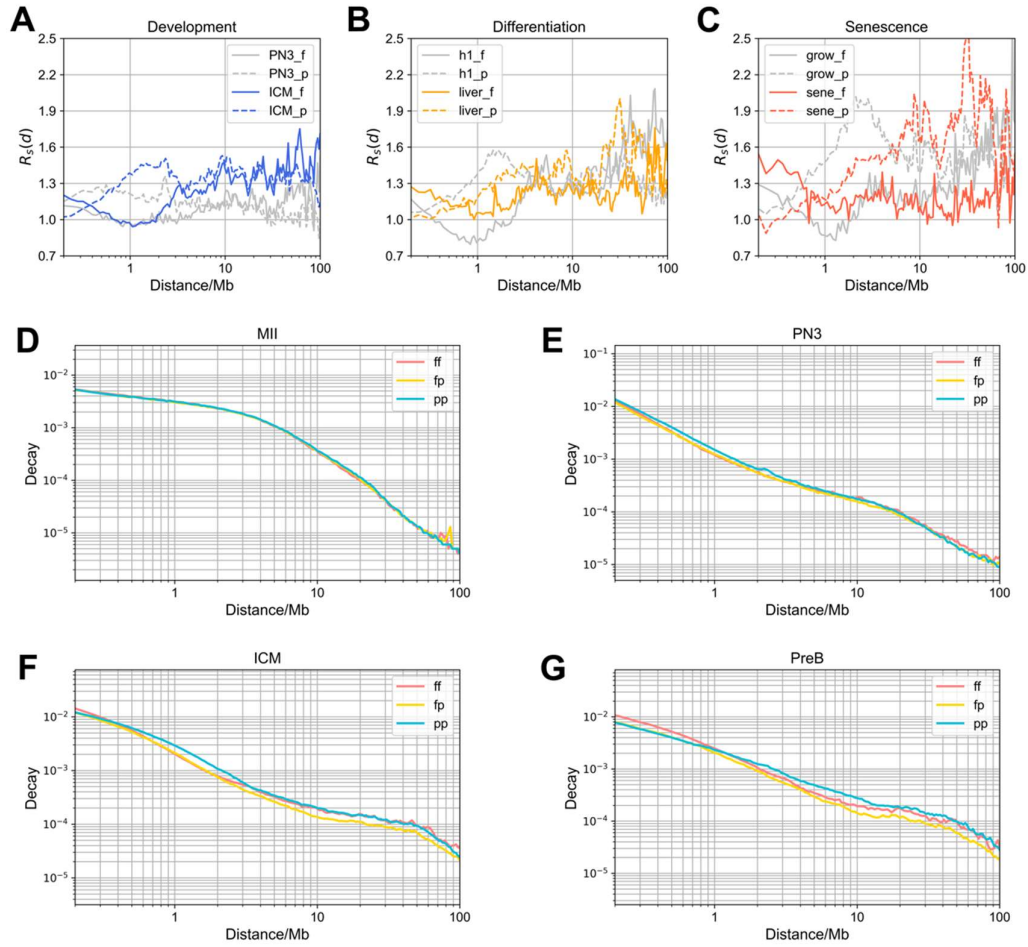 A
Development
R_s(d)
2.5
2.2
1.9
1.6
1.3
1.0
0.7
PN3_f
PN3_p
ICM_f
ICM_p
1
10
100
Distance/Mb
B
Differentiation
2.5
2.2
1.9
1.6
1.3
1.0
0.7
h1_f
h1_p
liver_f
liver_p
1
10
100
Distance/Mb
C
Senescence
2.5
2.2
1.9
1.6
1.3
1.0
0.7
grow_f
grow_p
sene_f
sene_p
1
10
100
Distance/Mb
D
MII
Decay
10⁻²
10⁻³
10⁻⁴
10⁻⁵
ff
fp
pp
1
10
100
Distance/Mb
E
PN3
Decay
10⁻¹
10⁻²
10⁻³
10⁻⁴
10⁻⁵
ff
fp
pp
1
10
100
Distance/Mb
F
ICM
Decay
10⁻²
10⁻³
10⁻⁴
10⁻⁵
ff
fp
pp
1
10
100
Distance/Mb
G
PreB
Decay
10⁻²
10⁻³
10⁻⁴
10⁻⁵
ff
fp
pp
1
10
100
Distance/Mb